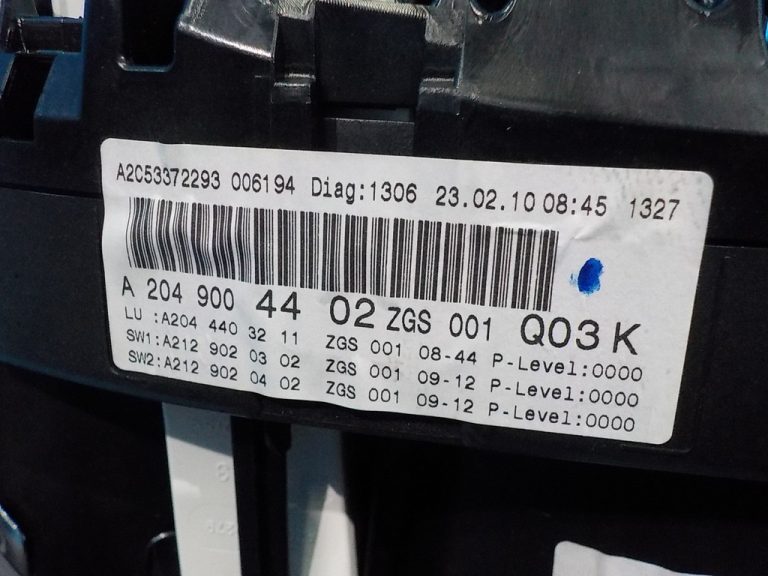 A2C53372293 006194 Diag:1306 23.02.10 08:45 1327
A 204 900 44 02 ZGS 001 Q03 K
LU :A204 440 32 11 ZGS 001 08-44 P-Level:0000
SW1:A212 902 03 02 ZGS 001 09-12 P-Level:0000
SW2:A212 902 04 02 ZGS 001 09-12 P-Level:0000